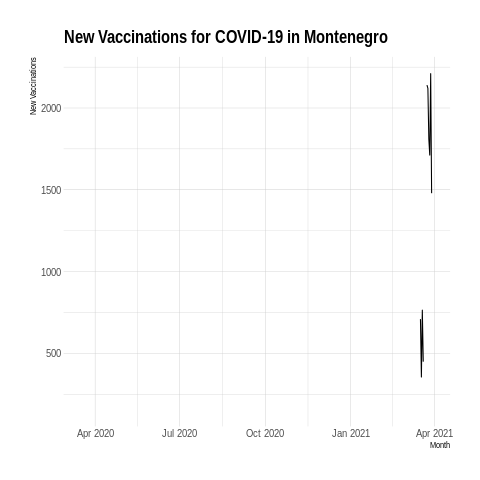 New Vaccinations for COVID-19 in Montenegro
New Vaccinations
2000
1500
1000
500
Apr 2020
Jul 2020
Oct 2020
Jan 2021
Apr 2021
Month